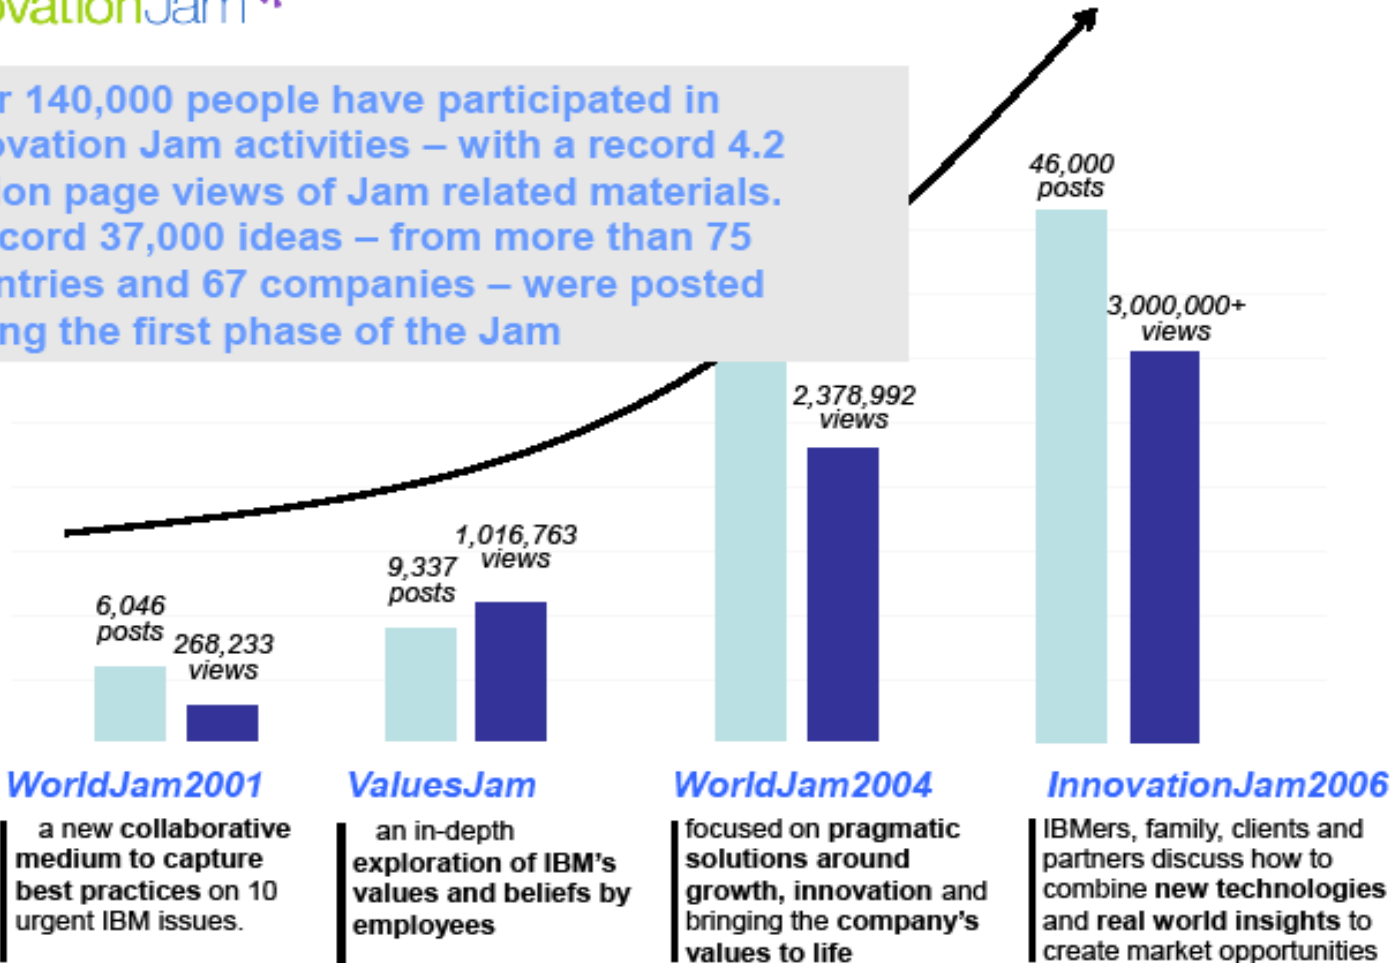 ovationJam
r 140,000 people have participated in
ovation Jam activities – with a record 4.2
ion page views of Jam related materials.
cord 37,000 ideas – from more than 75
ntries and 67 companies – were posted
ing the first phase of the Jam
46,000
posts
3,000,000+
views
2,378,992
views
1,016,763
views
9,337
posts
6,046
posts
268,233
views
WorldJam2001
a new collaborative
medium to capture
best practices on 10
urgent IBM issues.
ValuesJam
an in-depth
exploration of IBM's
values and beliefs by
employees
WorldJam2004
focused on pragmatic
solutions around
growth, innovation and
bringing the company's
values to life
InnovationJam2006
IBMers, family, clients and
partners discuss how to
combine new technologies
and real world insights to
create market opportunities